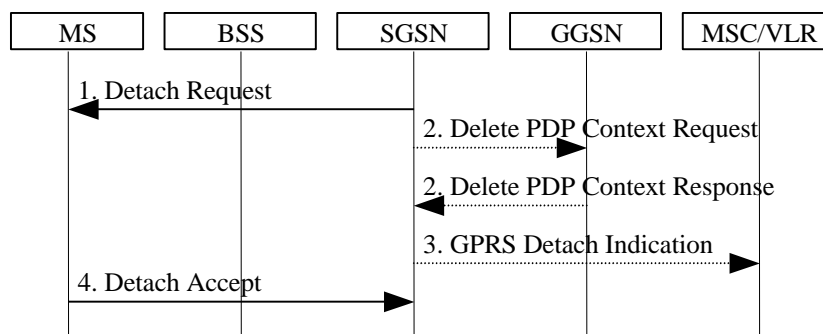 MS BSS SGSN GGSN MSC/VLR
1. Detach Request
2. Delete PDP Context Request
2. Delete PDP Context Response
3. GPRS Detach Indication
4. Detach Accept